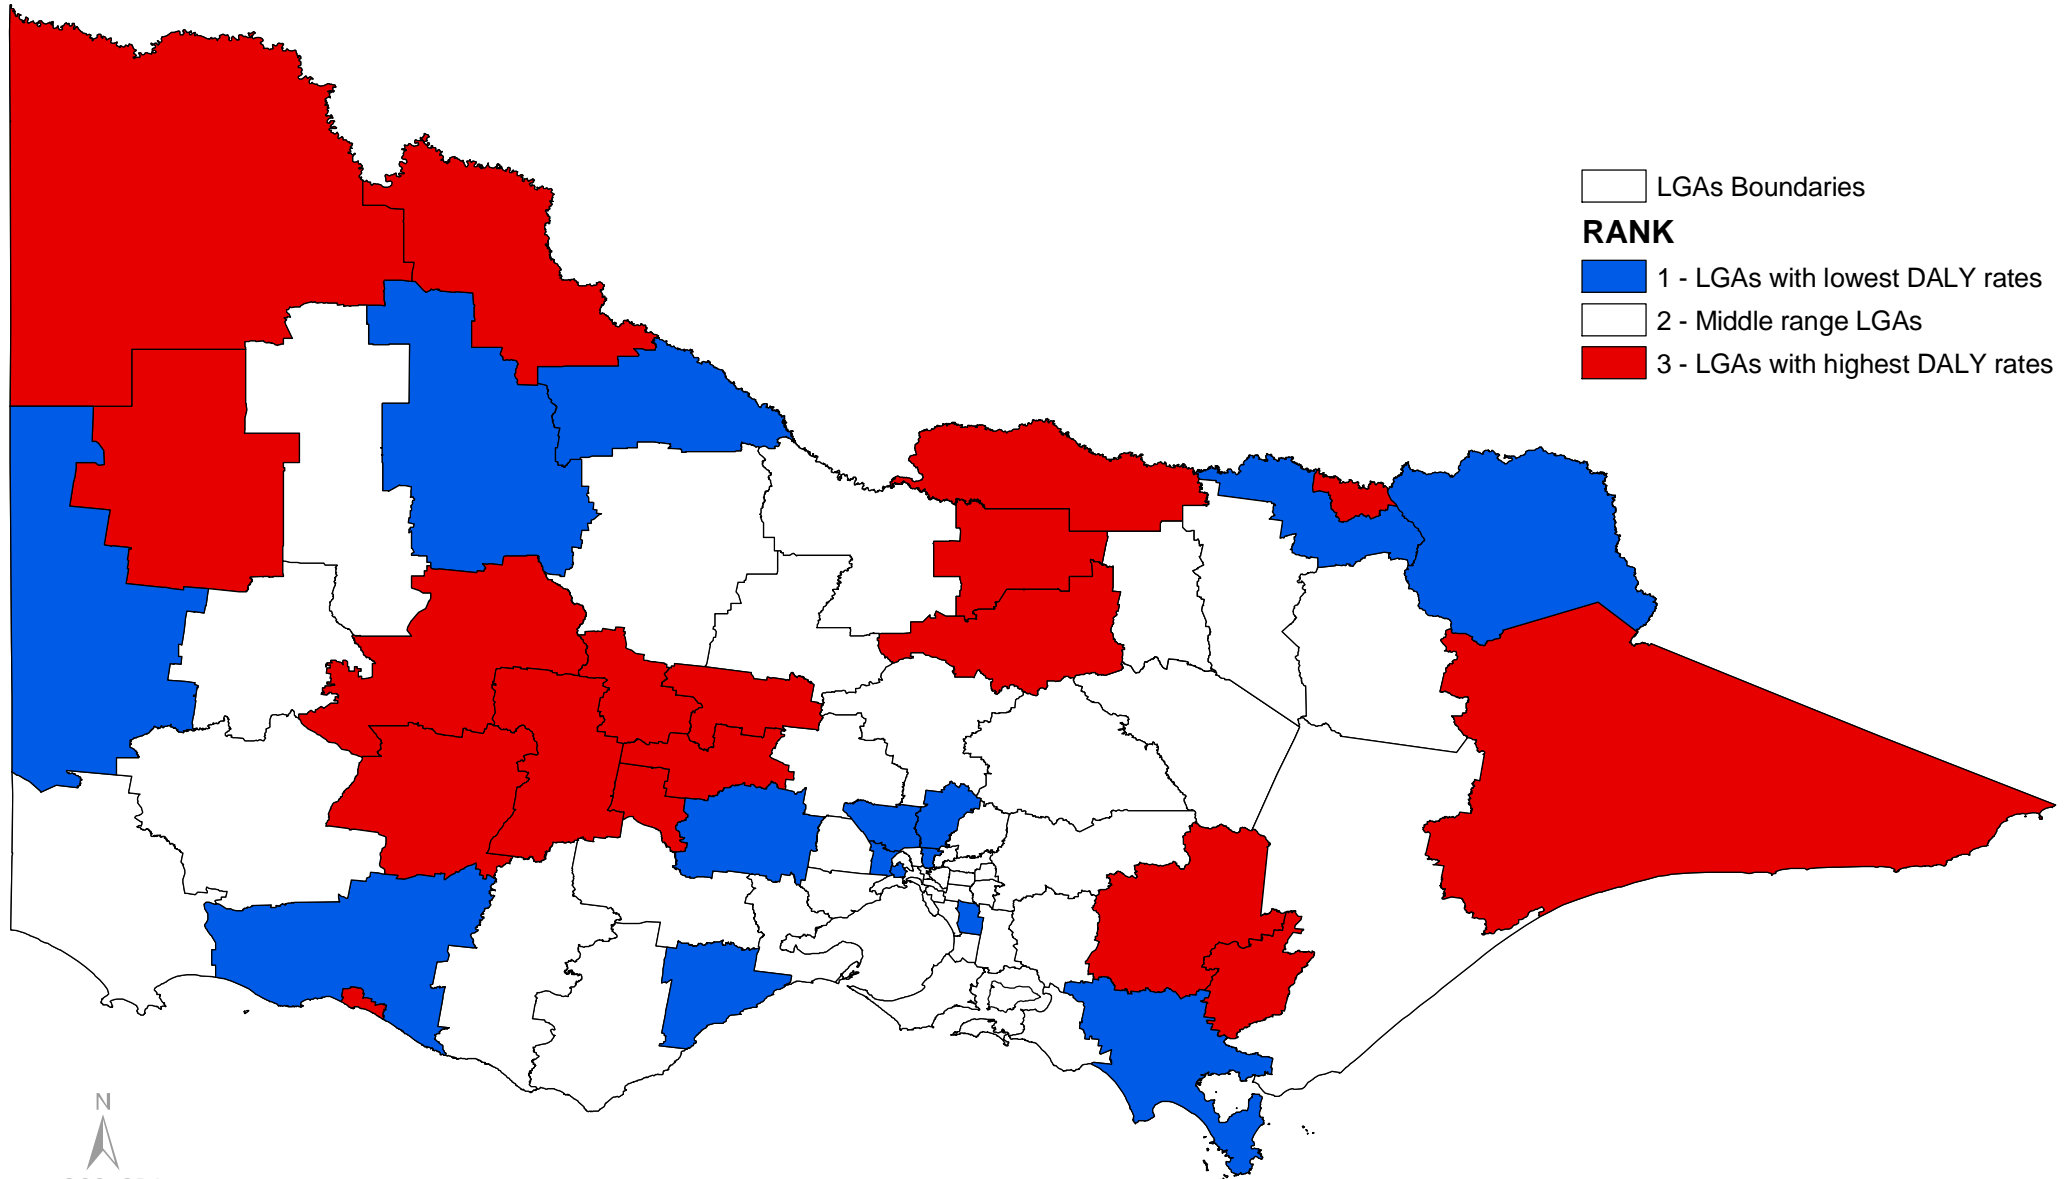 LGAs Boundaries
RANK
1 - LGAs with lowest DALY rates
2 - Middle range LGAs
3 - LGAs with highest DALY rates
N